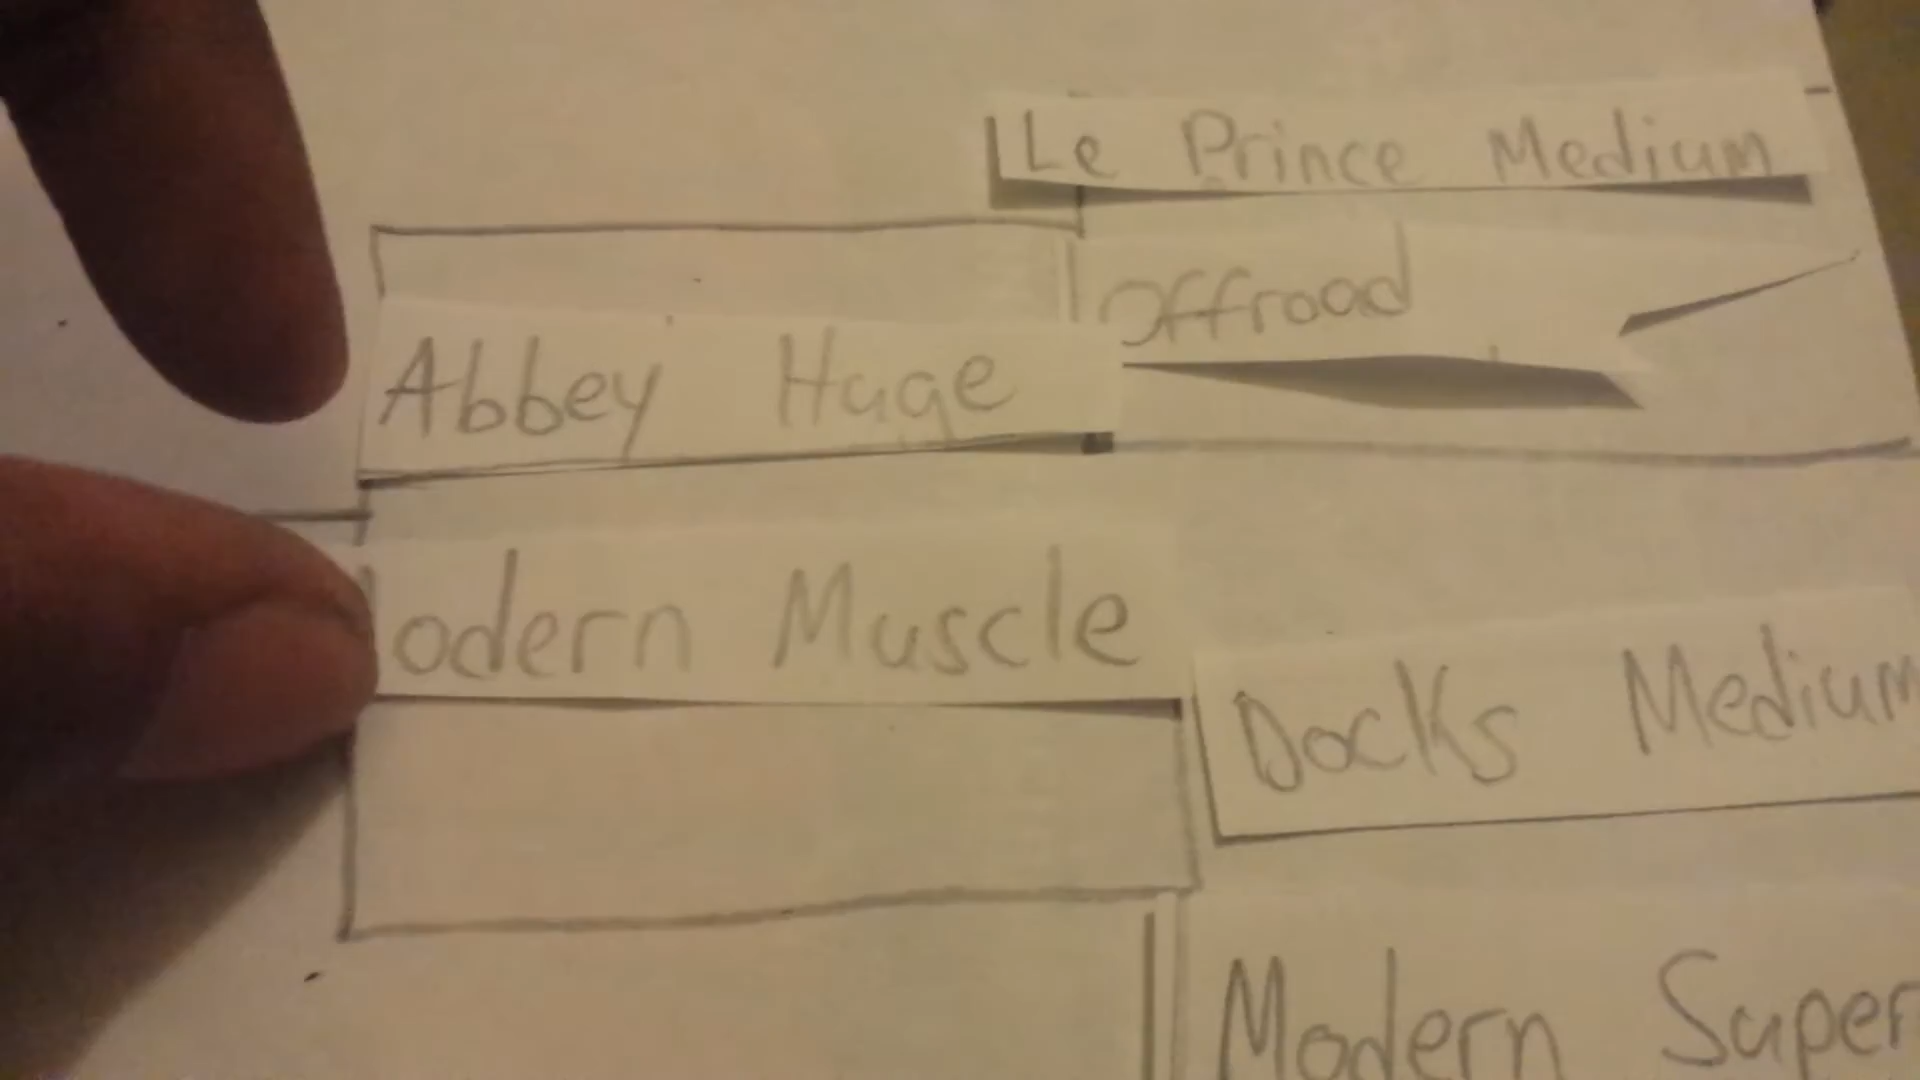 Le Prince Medium
Offroad
Abbey Huge
odern Muscle
Docks Medium
Modern Super